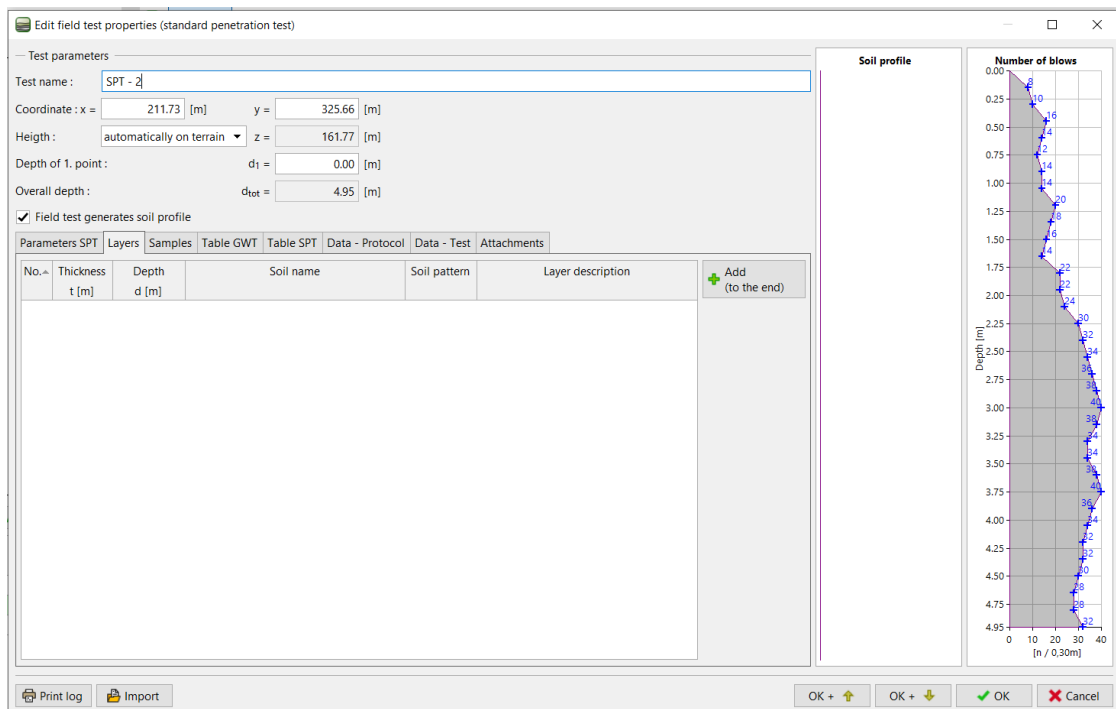 Edit field test properties (standard penetration test)
Test parameters
Test name :
SPT - 2
Coordinate : x =
211.73 [m]
y =
325.66 [m]
Heigth :
automatically on terrain
z =
161.77 [m]
Depth of 1. point :
d1 =
0.00 [m]
Overall depth :
dtot =
4.95 [m]
Field test generates soil profile
Parameters SPT Layers Samples Table GWT Table SPT Data - Protocol Data - Test Attachments
No. Thickness Depth Soil name Soil pattern Layer description
t [m] d [m]
Add
(to the end)
Soil profile
Number of blows
0.00
8
0.25
10
16
0.50
14
0.75
12
14
1.00
14
20
1.25
18
1.50
16
14
1.75
22
22
2.00
24
2.25
30
32
2.50
34
36
2.75
38
3.00
40
38
3.25
34
34
3.50
38
3.75
40
36
4.00
34
32
4.25
32
4.50
30
28
4.75
28
4.95
32
Depth [m]
0 10 20 30 40
[n / 0,30m]
Print log
Import
OK +
OK +
OK
Cancel